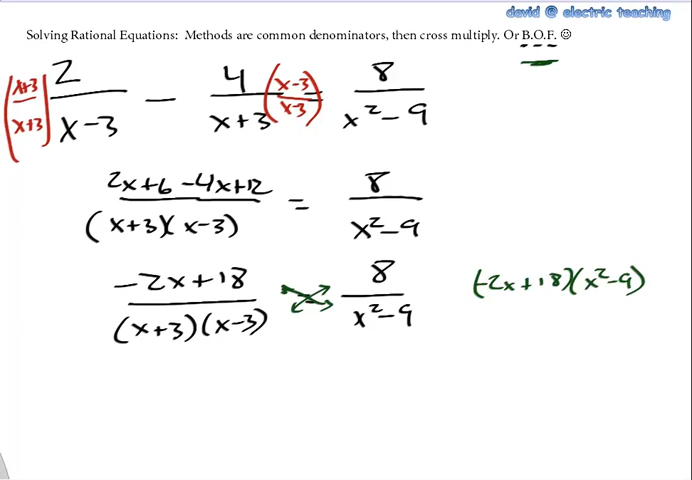 david @ electric teaching
Solving Rational Equations: Methods are common denominators, then cross multiply. Or B.O.F. ☺
(x+3/x+3) 2/(x-3) - 4/(x+3) (x-3/x-3) = 8/(x²-9)
(2x+6-4x+12)/((x+3)(x-3)) = 8/(x²-9)
(-2x+18)/((x+3)(x-3)) 8/(x²-9) (-2x+18)(x²-9)